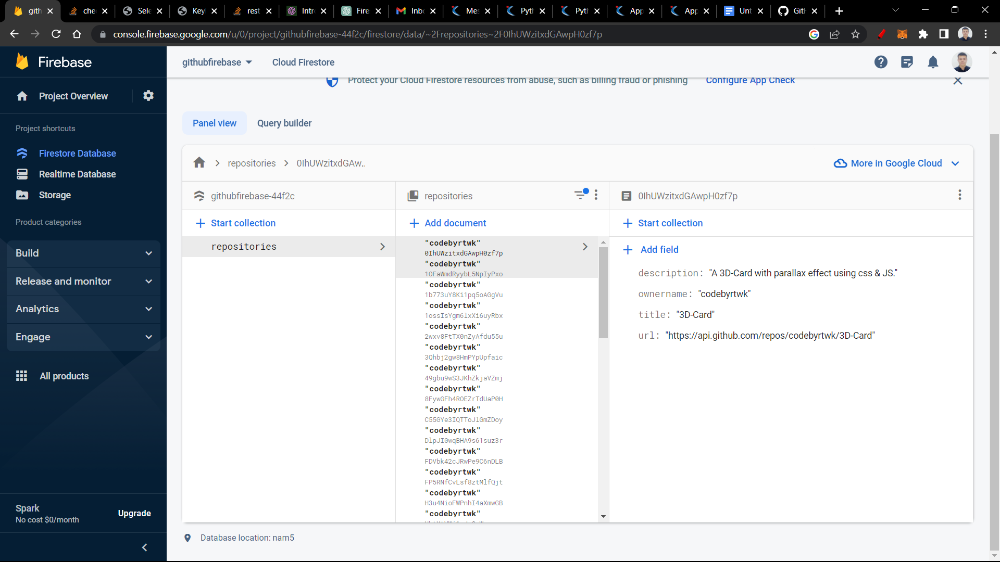 gith
che
Sele
Key
rest
Intr
Fire
Inbo
Mes
Pyth
Pyth
App
App
Unt
Gith
console.firebase.google.com/u/0/project/githubfirebase-44f2c/firestore/data/~2Frepositories~2F0IhUWzitxdGAwpH0zf7p
Firebase
githubfirebase
Cloud Firestore
Protect your Cloud Firestore resources from abuse, such as billing fraud or phishing
Configure App Check
Project Overview
Project shortcuts
Firestore Database
Realtime Database
Storage
Product categories
Build
Release and monitor
Analytics
Engage
All products
Spark
No cost $0/month
Upgrade
Panel view
Query builder
repositories
0IhUWzitxdGAw..
More in Google Cloud
githubfirebase-44f2c
Start collection
repositories
repositories
Add document
"codebyrtwk"
0IhUWzitxdGAwpH0zf7p
"codebyrtwk"
1OFaWmdRyybL5NpIyPxo
"codebyrtwk"
1b773uY8Ki1pq5oAGgVu
"codebyrtwk"
1ossIsYgm6lxXi6uyRbx
"codebyrtwk"
2wxv8FtTX0nZyAfdu55u
"codebyrtwk"
3Qhbj2gw8HmPYpUpfaic
"codebyrtwk"
49gbu9wS3JKhZkjaVZmj
"codebyrtwk"
8FywGFh4ROEZrTdUaP0H
"codebyrtwk"
C55GYe3IQTToJlGmZDoy
"codebyrtwk"
DlpJI0wqBHA9s61suz3r
"codebyrtwk"
FDVbk42cJRwPe9C6nDLB
"codebyrtwk"
FP5RNfCvLsf8ztMlfQjt
"codebyrtwk"
H3u4NioFWPnhI4aXmwGB
"codebyrtwk"
0IhUWzitxdGAwpH0zf7p
Start collection
Add field
description: "A 3D-Card with parallax effect using css & JS."
ownername: "codebyrtwk"
title: "3D-Card"
url: "https://api.github.com/repos/codebyrtwk/3D-Card"
Database location: nam5